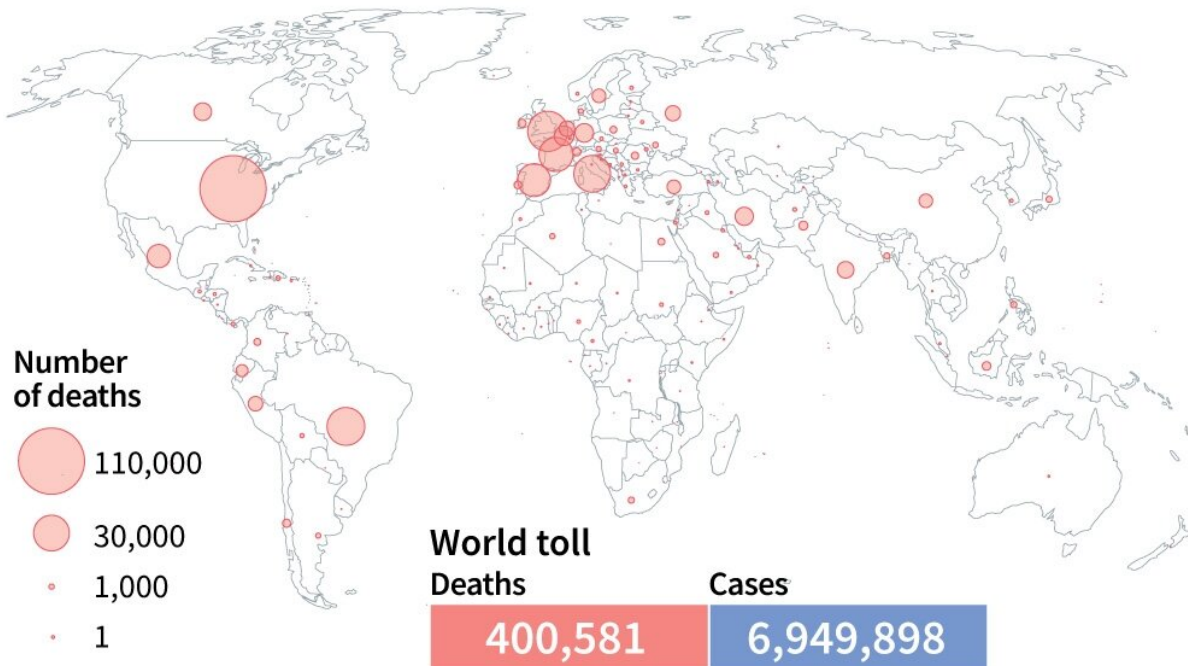 Number
of deaths
110,000
30,000
1,000
1
World toll
Deaths
Cases
400,581
6,949,898